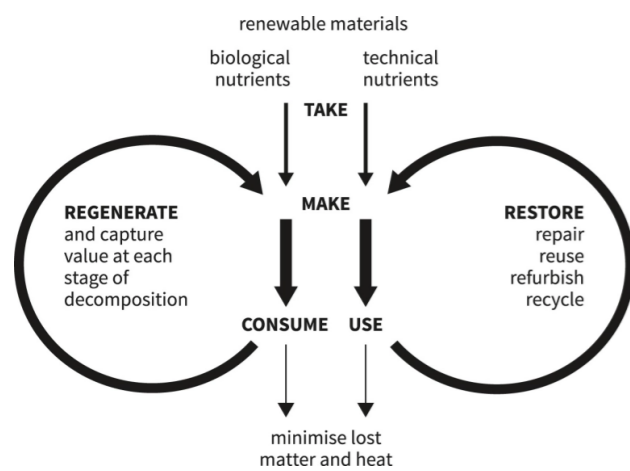 renewable materials
biological
nutrients
technical
nutrients
TAKE
MAKE
REGENERATE
and capture
value at each
stage of
decomposition
RESTORE
repair
reuse
refurbish
recycle
CONSUME
USE
minimise lost
matter and heat